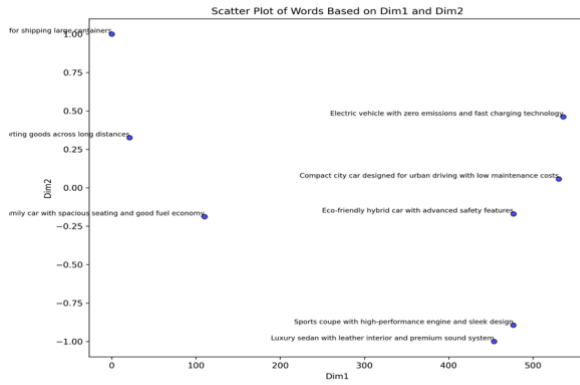 Scatter Plot of Words Based on Dim1 and Dim2
for shipping large containers
1.00
0.75
Electric vehicle with zero emissions and fast charging technology
0.50
rting goods across long distances
0.25
Compact city car designed for urban driving with low maintenance costs
0.00
Dim2
mily car with spacious seating and good fuel economy
Eco-friendly hybrid car with advanced safety features
−0.25
−0.50
−0.75
Sports coupe with high-performance engine and sleek design
Luxury sedan with leather interior and premium sound system
−1.00
0 100 200 300 400 500
Dim1